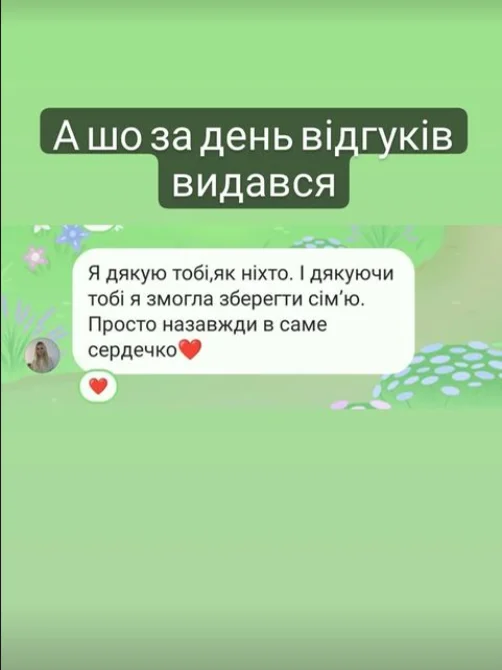 А шо за день відгуків
видався
Я дякую тобі,як ніхто. І дякуючи
тобі я змогла зберегти сім’ю.
Просто назавжди в саме
сердечко❤️
❤️